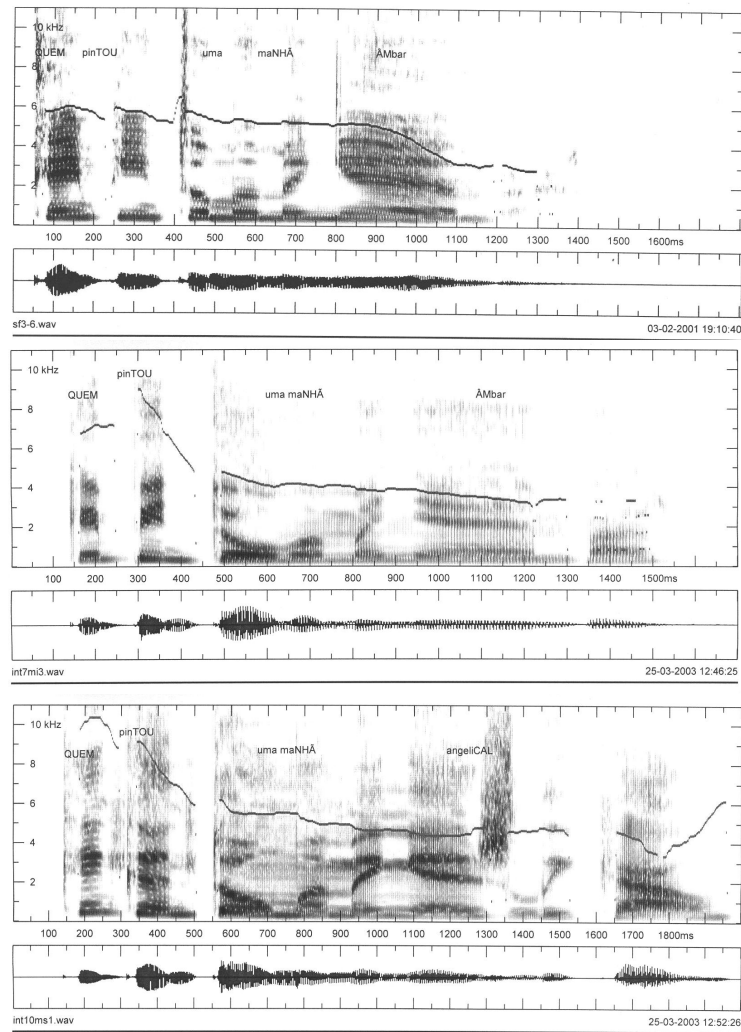 10 kHz
QUEM pinTOU uma maNHÃ ÀMbar
8
6
4
2
100 200 300 400 500 600 700 800 900 1000 1100 1200 1300 1400 1500 1600ms
sf3-6.wav 03-02-2001 19:10:40
10 kHz
pinTOU
QUEM uma maNHÃ ÀMbar
8
6
4
2
100 200 300 400 500 600 700 800 900 1000 1100 1200 1300 1400 1500ms
int7mi3.wav 25-03-2003 12:46:25
10 kHz
pinTOU
QUEM uma maNHÃ angeliCAL
8
6
4
2
100 200 300 400 500 600 700 800 900 1000 1100 1200 1300 1400 1500 1600 1700 1800ms
int10ms1.wav 25-03-2003 12:52:26